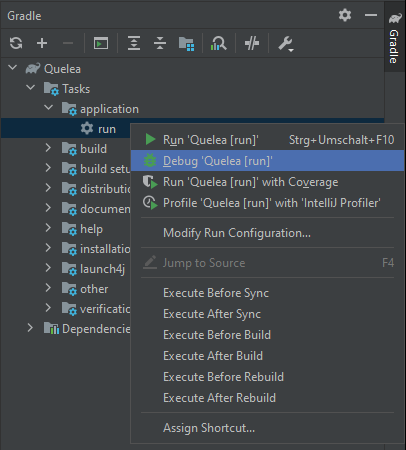 Gradle
Gradle
Quelea
Tasks
application
run
build
build setu
distributio
documen
help
installatio
launch4j
other
verificatio
Dependencie
Run 'Quelea [run]' Strg+Umschalt+F10
Debug 'Quelea [run]'
Run 'Quelea [run]' with Coverage
Profile 'Quelea [run]' with 'IntelliJ Profiler'
Modify Run Configuration...
Jump to Source F4
Execute Before Sync
Execute After Sync
Execute Before Build
Execute After Build
Execute Before Rebuild
Execute After Rebuild
Assign Shortcut...